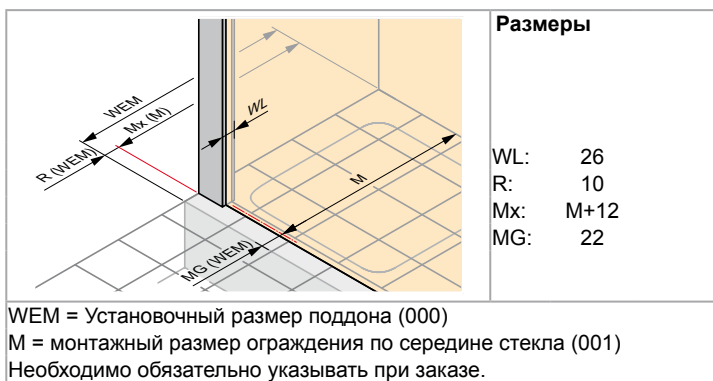 Размеры
WEM
Mx (M)
R (WEM)
WL
M
MG (WEM)
WL: 26
R: 10
Mx: M+12
MG: 22
WEM = Установочный размер поддона (000)
M = монтажный размер ограждения по середине стекла (001)
Необходимо обязательно указывать при заказе.